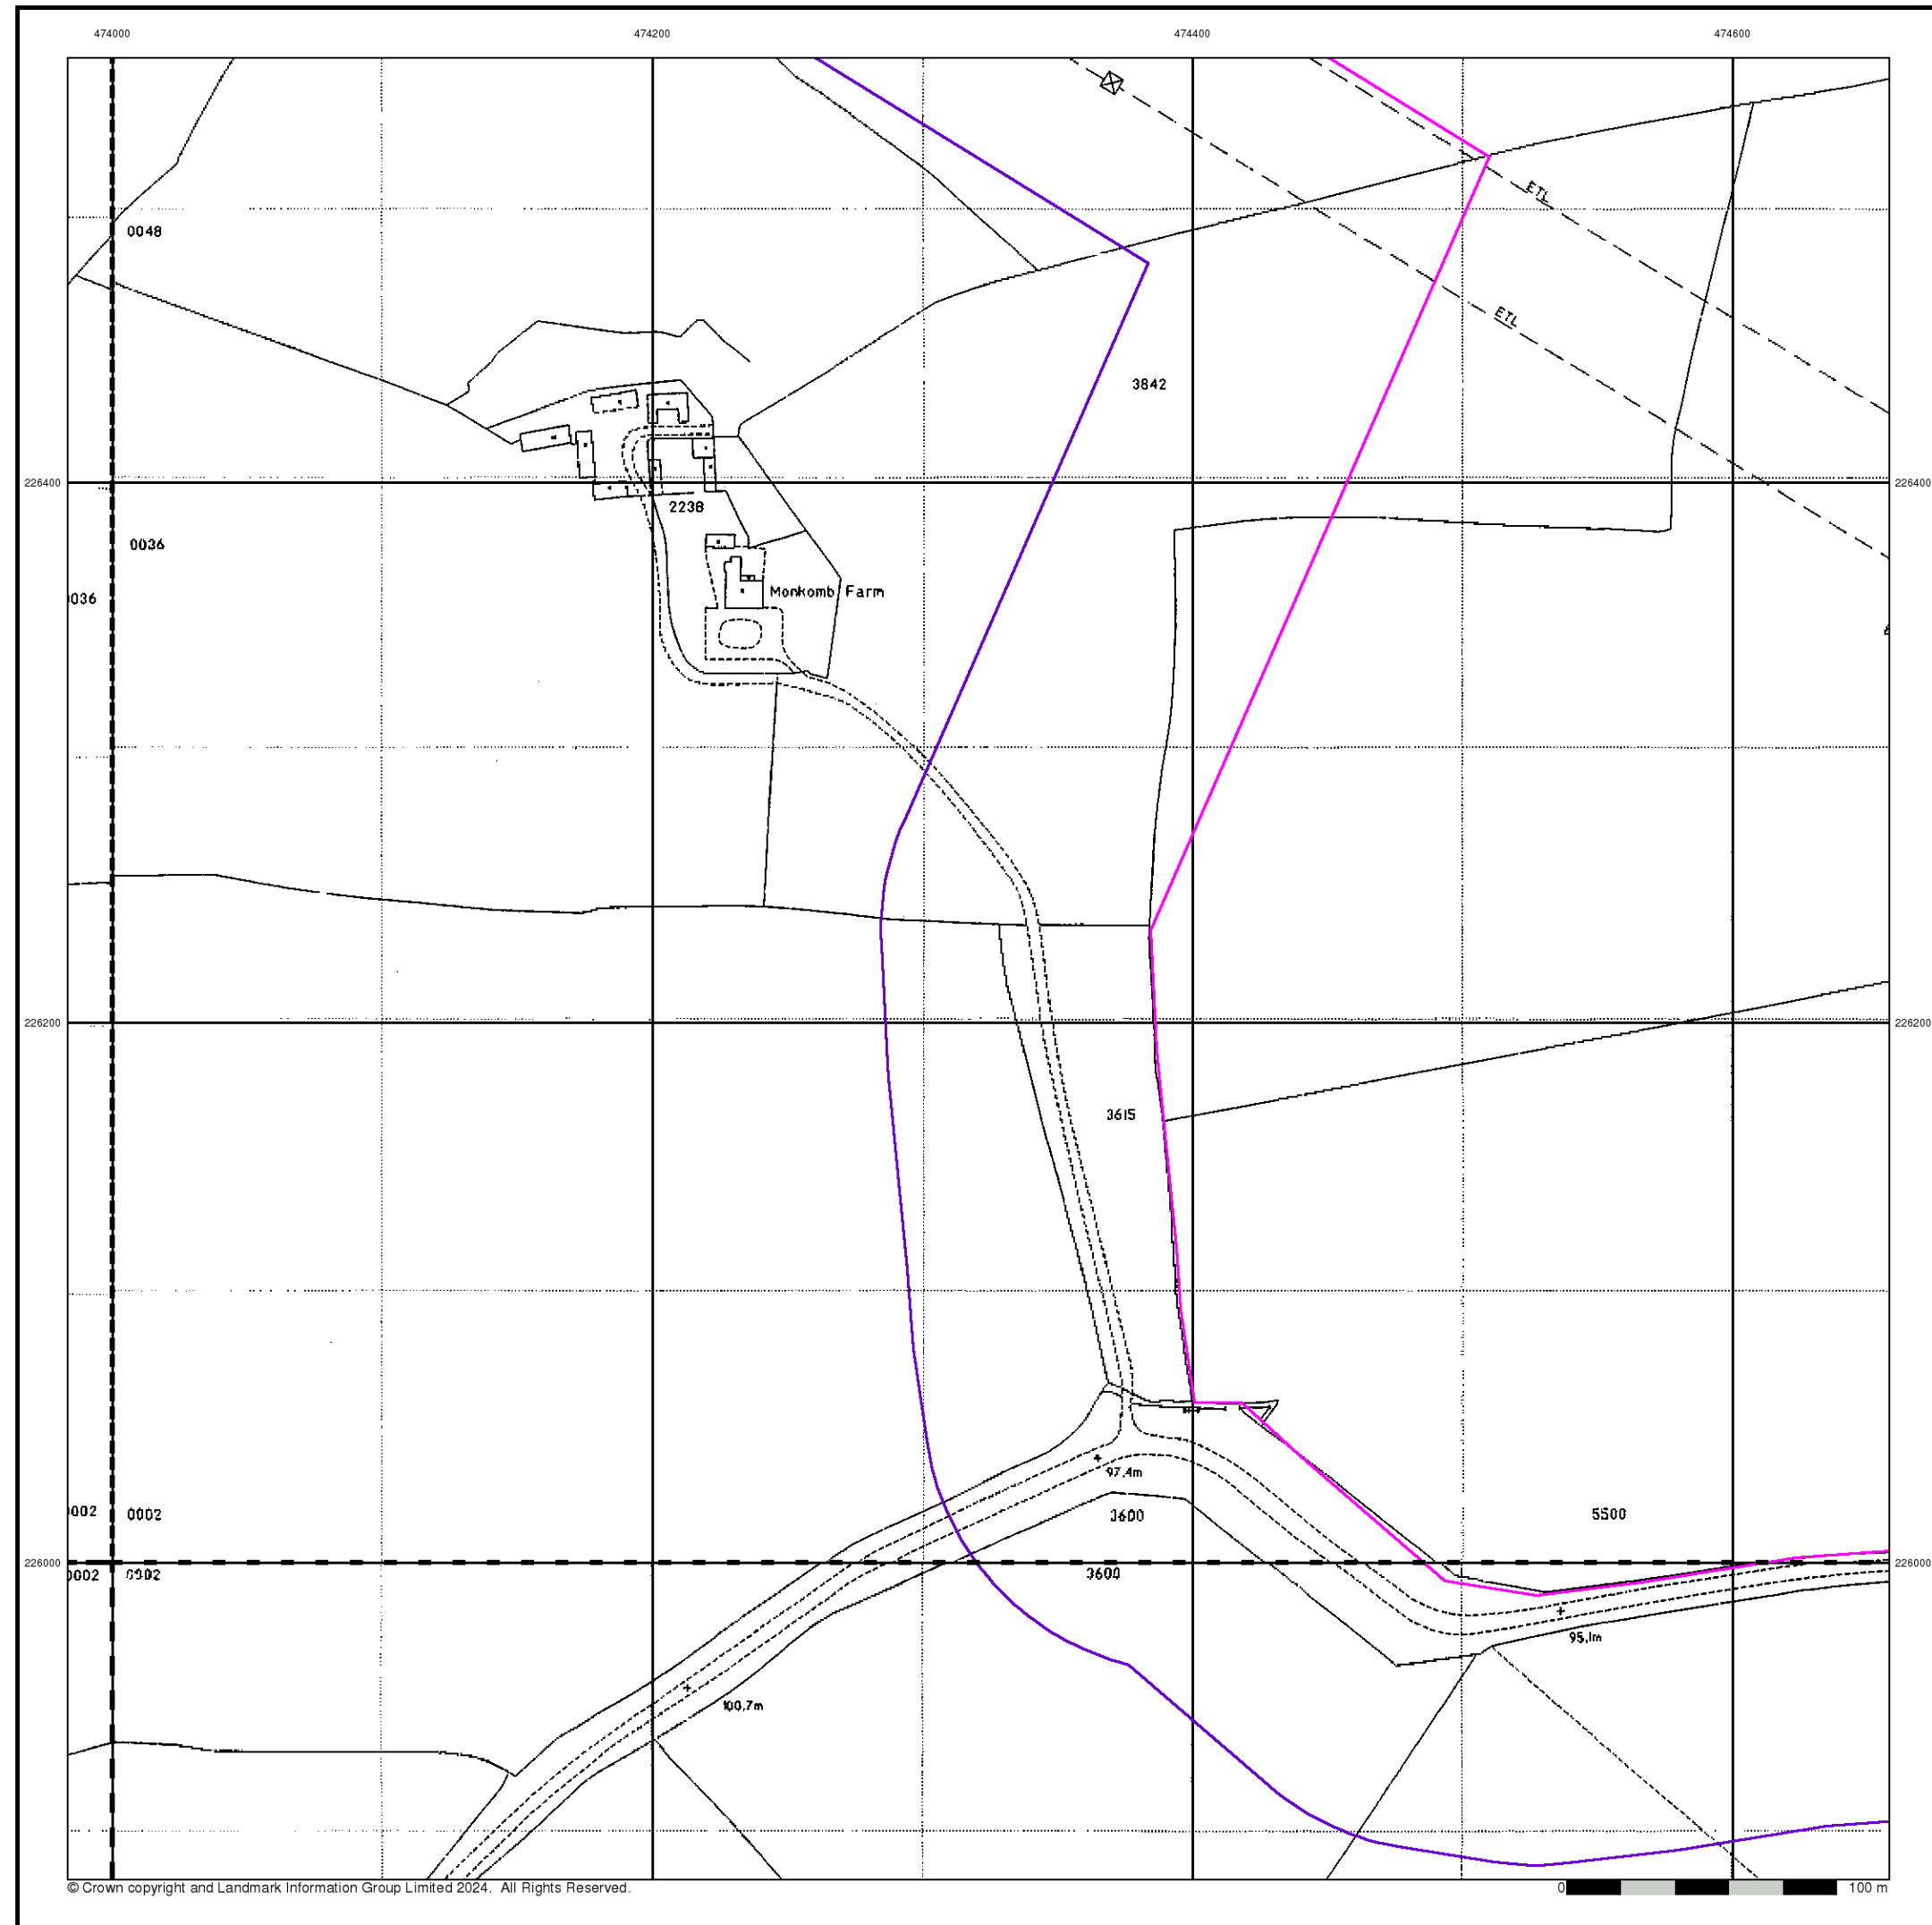 474000 474200 474400 474600
ETL
0048
ETL
3842
226400 226400
2238
0036
036
Monkomb Farm
226200 226200
3615
97.4m
002 0002 3600 5500
226000 226000
0002 0002 3600
95.1m
100.7m
© Crown copyright and Landmark Information Group Limited 2024. All Rights Reserved. 0 100 m